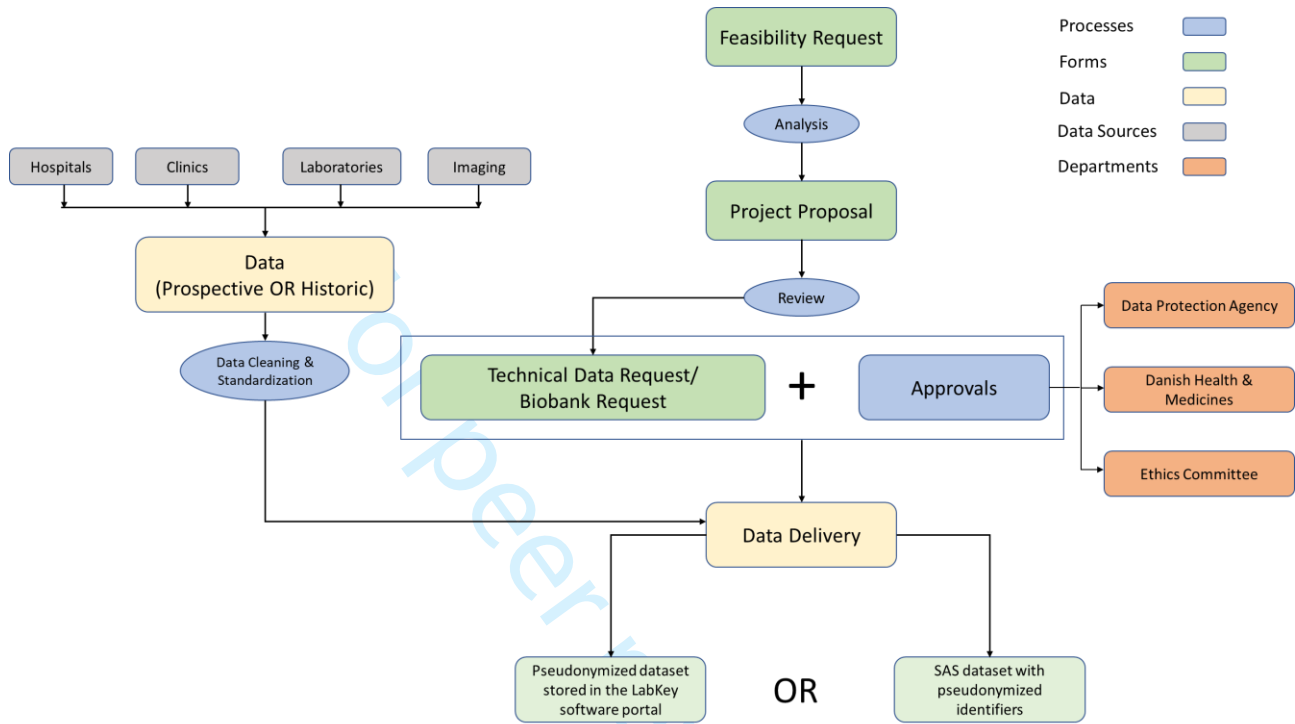 Feasibility Request
Processes
Forms
Data
Data Sources
Departments
Analysis
Hospitals
Clinics
Laboratories
Imaging
Project Proposal
Data
(Prospective OR Historic)
Review
Data Cleaning &
Standardization
Technical Data Request/
Biobank Request
+
Approvals
Data Protection Agency
Danish Health &
Medicines
Ethics Committee
Data Delivery
Pseudonymized dataset
stored in the LabKey
software portal
OR
SAS dataset with
pseudonymized
identifiers
or peer r